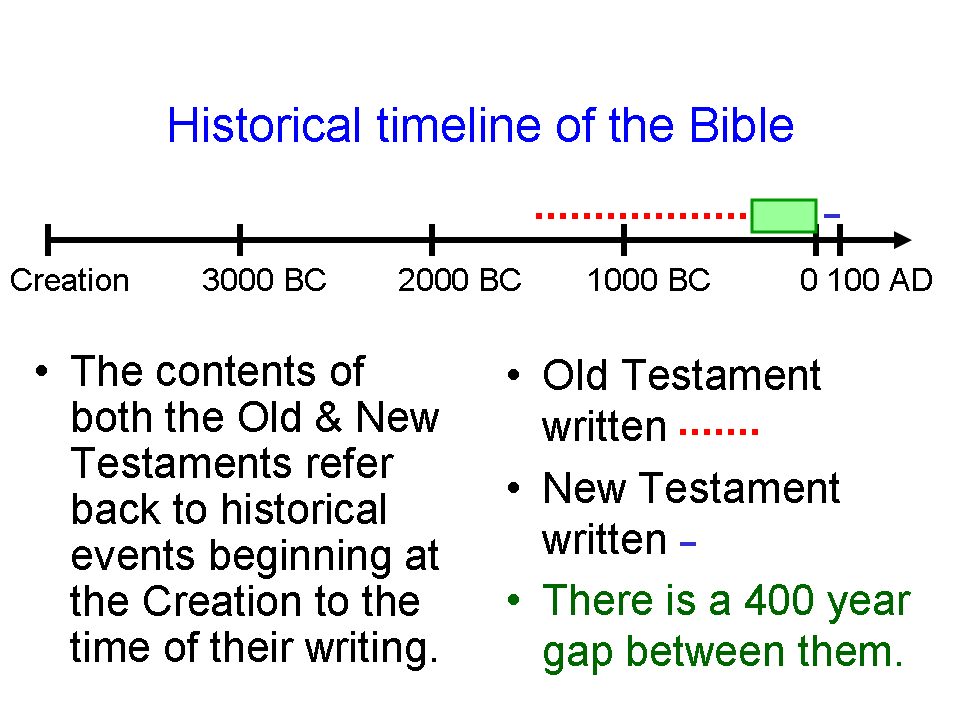 Historical timeline of the Bible
Creation 3000 BC 2000 BC 1000 BC 0 100 AD
• The contents of
both the Old & New
Testaments refer
back to historical
events beginning at
the Creation to the
time of their writing.
• Old Testament
written
• New Testament
written
• There is a 400 year
gap between them.